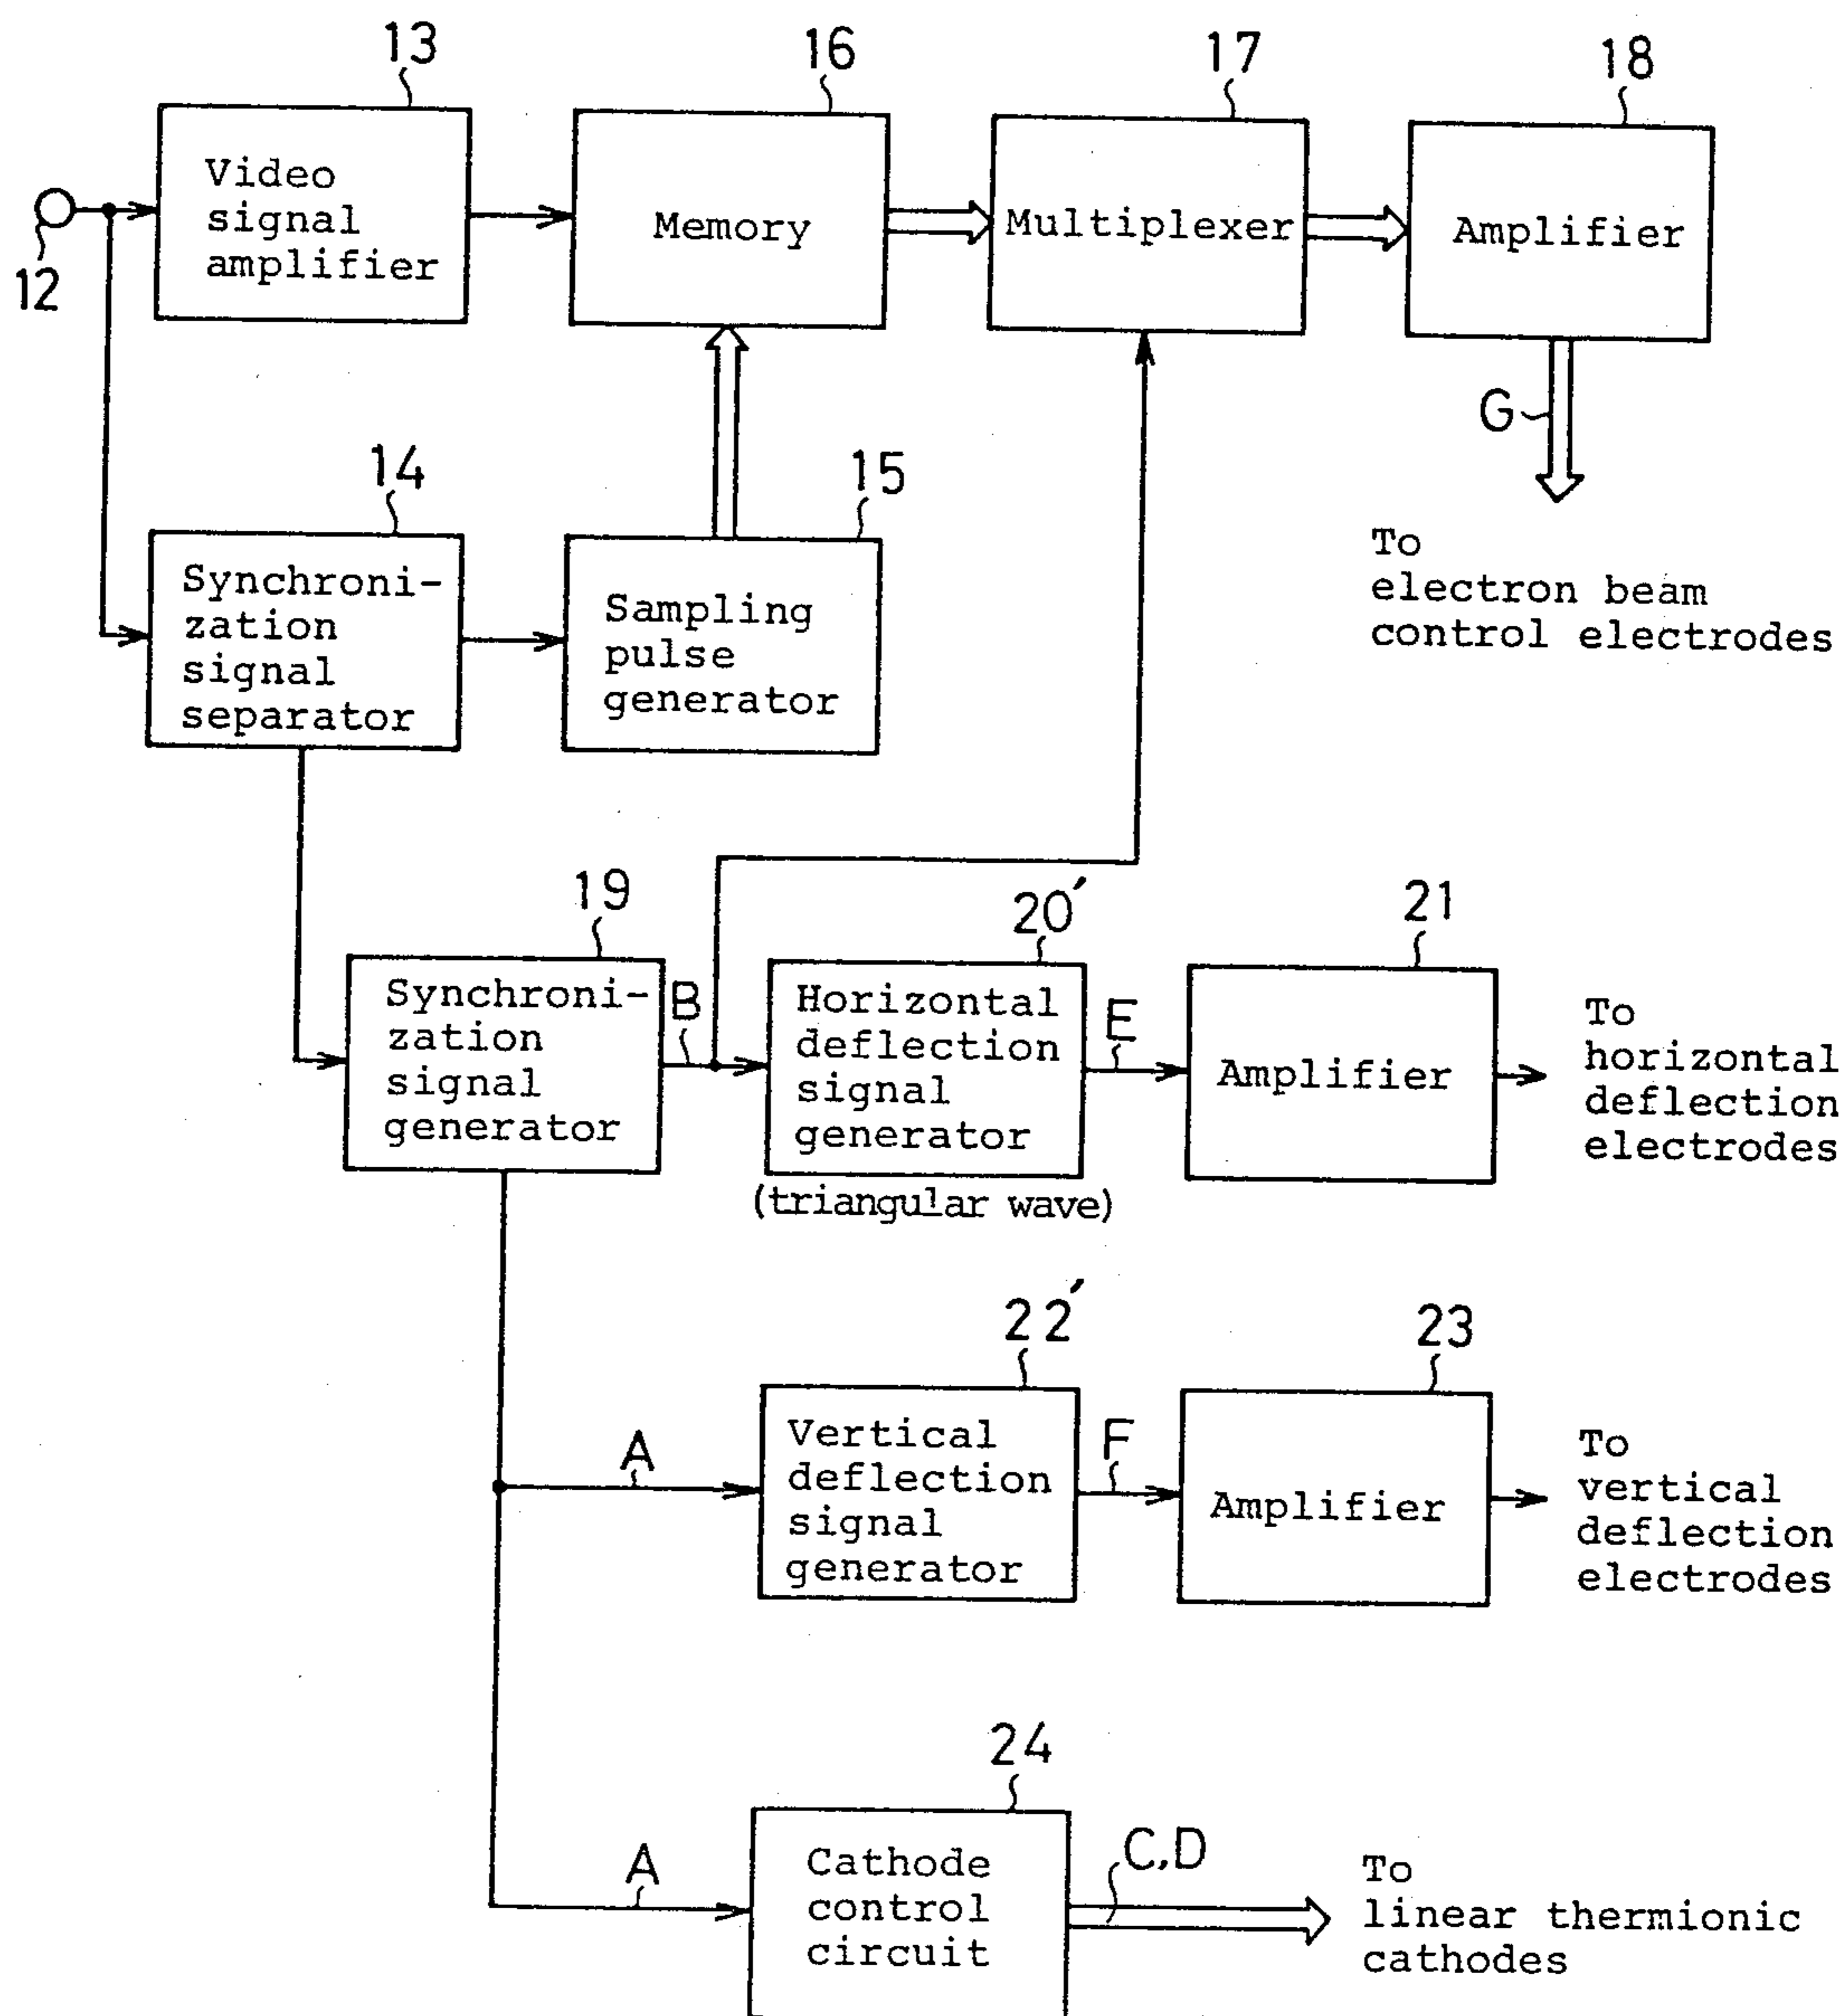 13
16
17
18
Video
signal
amplifier
Memory
Multiplexer
Amplifier
12
G
14
15
To
electron beam
control electrodes
Synchroni-
zation
signal
separator
Sampling
pulse
generator
19
20'
21
Synchroni-
zation
signal
generator
B
Horizontal
deflection
signal
generator
E
Amplifier
To
horizontal
deflection
electrodes
(triangular wave)
22'
23
A
Vertical
deflection
signal
generator
F
Amplifier
To
vertical
deflection
electrodes
24
A
Cathode
control
circuit
C,D
To
linear thermionic
cathodes